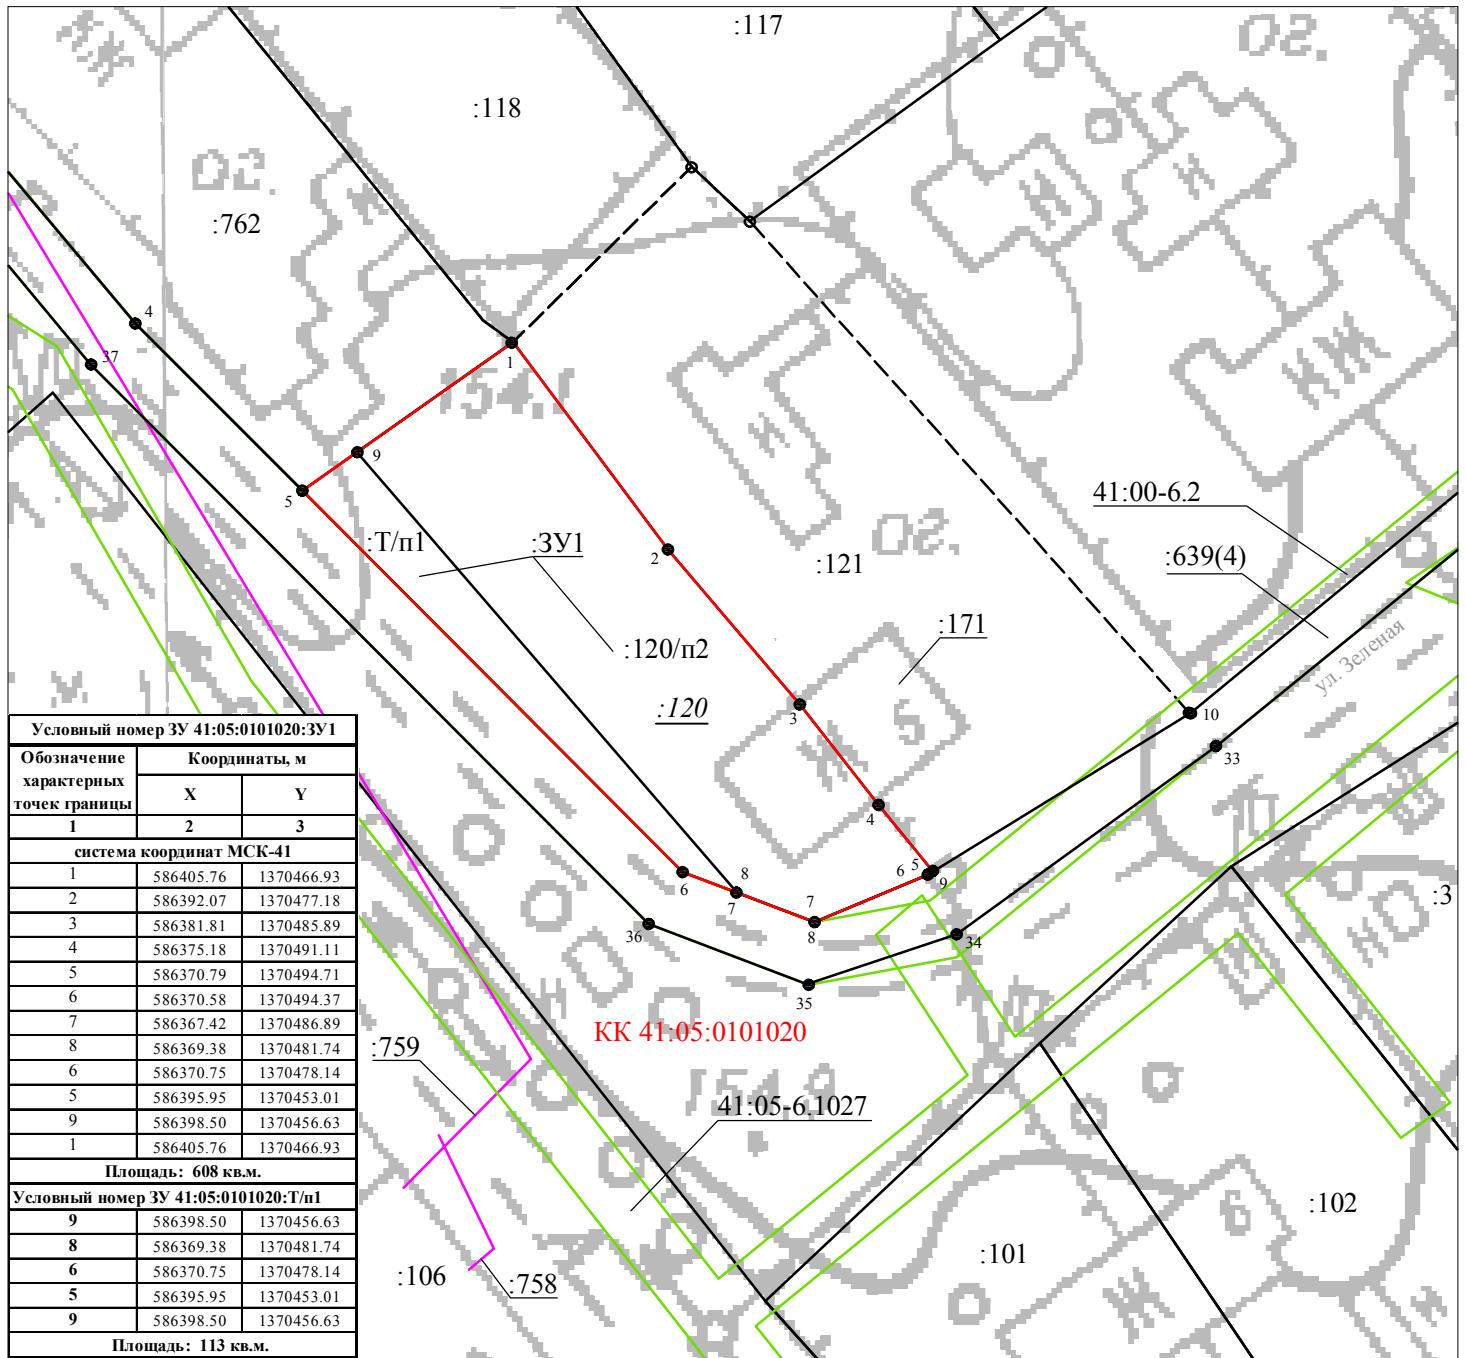 :117
:118
:762
4
37
1
154.1
9
5
:Т/п1
:ЗУ1
2
:121
41:00-6.2
:639(4)
:171
ул. Зеленая
:120/п2
:120
3
10
33
4
5
6
9
6
8
7
7
8
36
34
35
:3
КК 41:05:0101020
:759
154.9
41:05-6.1027
:106
:758
:101
:102
Ж 5
6
КЖ
Ж
Условный номер ЗУ 41:05:0101020:ЗУ1
Обозначение характерных точек границы Координаты, м
X Y
1 2 3
система координат МСК-41
1 586405.76 1370466.93
2 586392.07 1370477.18
3 586381.81 1370485.89
4 586375.18 1370491.11
5 586370.79 1370494.71
6 586370.58 1370494.37
7 586367.42 1370486.89
8 586369.38 1370481.74
6 586370.75 1370478.14
5 586395.95 1370453.01
9 586398.50 1370456.63
1 586405.76 1370466.93
Площадь: 608 кв.м.
Условный номер ЗУ 41:05:0101020:Т/п1
9 586398.50 1370456.63
8 586369.38 1370481.74
6 586370.75 1370478.14
5 586395.95 1370453.01
9 586398.50 1370456.63
Площадь: 113 кв.м.